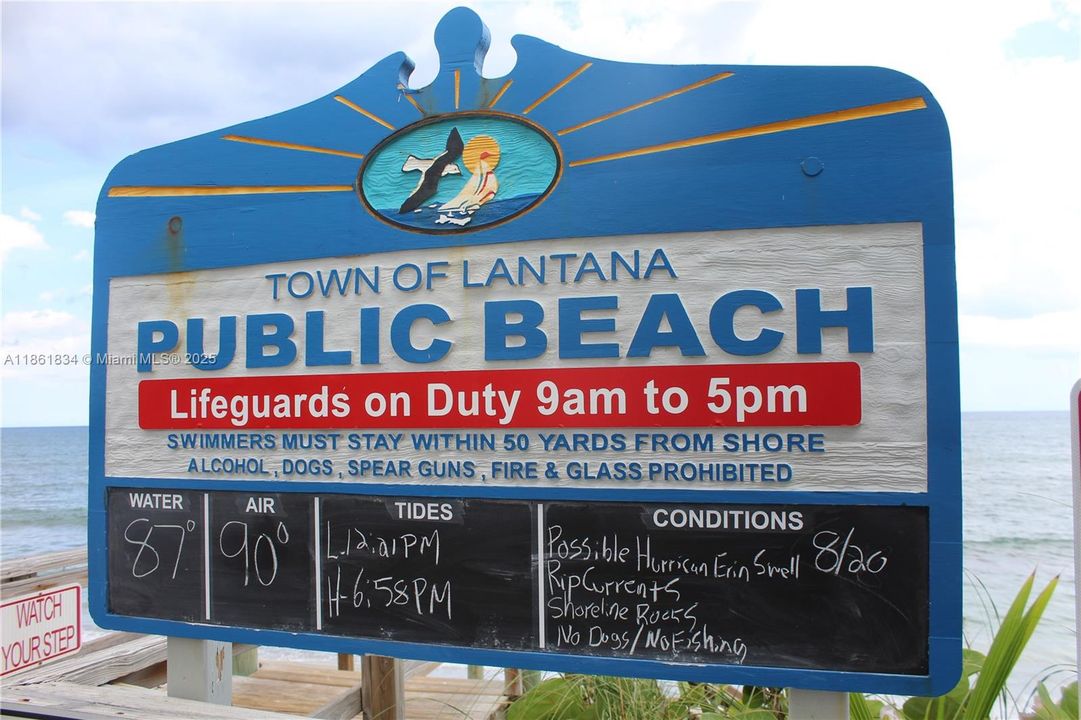 TOWN OF LANTANA
PUBLIC BEACH
A11861834 © Miami MLS® 2025
Lifeguards on Duty 9am to 5pm
SWIMMERS MUST STAY WITHIN 50 YARDS FROM SHORE
ALCOHOL, DOGS, SPEAR GUNS, FIRE & GLASS PROHIBITED
WATER AIR TIDES CONDITIONS
87° 90° L-12:21PM Possible Hurrican Erin Swell 8/20
H-6:58PM RipCurrents
Shoreline Rocks
No Dogs/No Fishing
WATCH
YOUR STEP